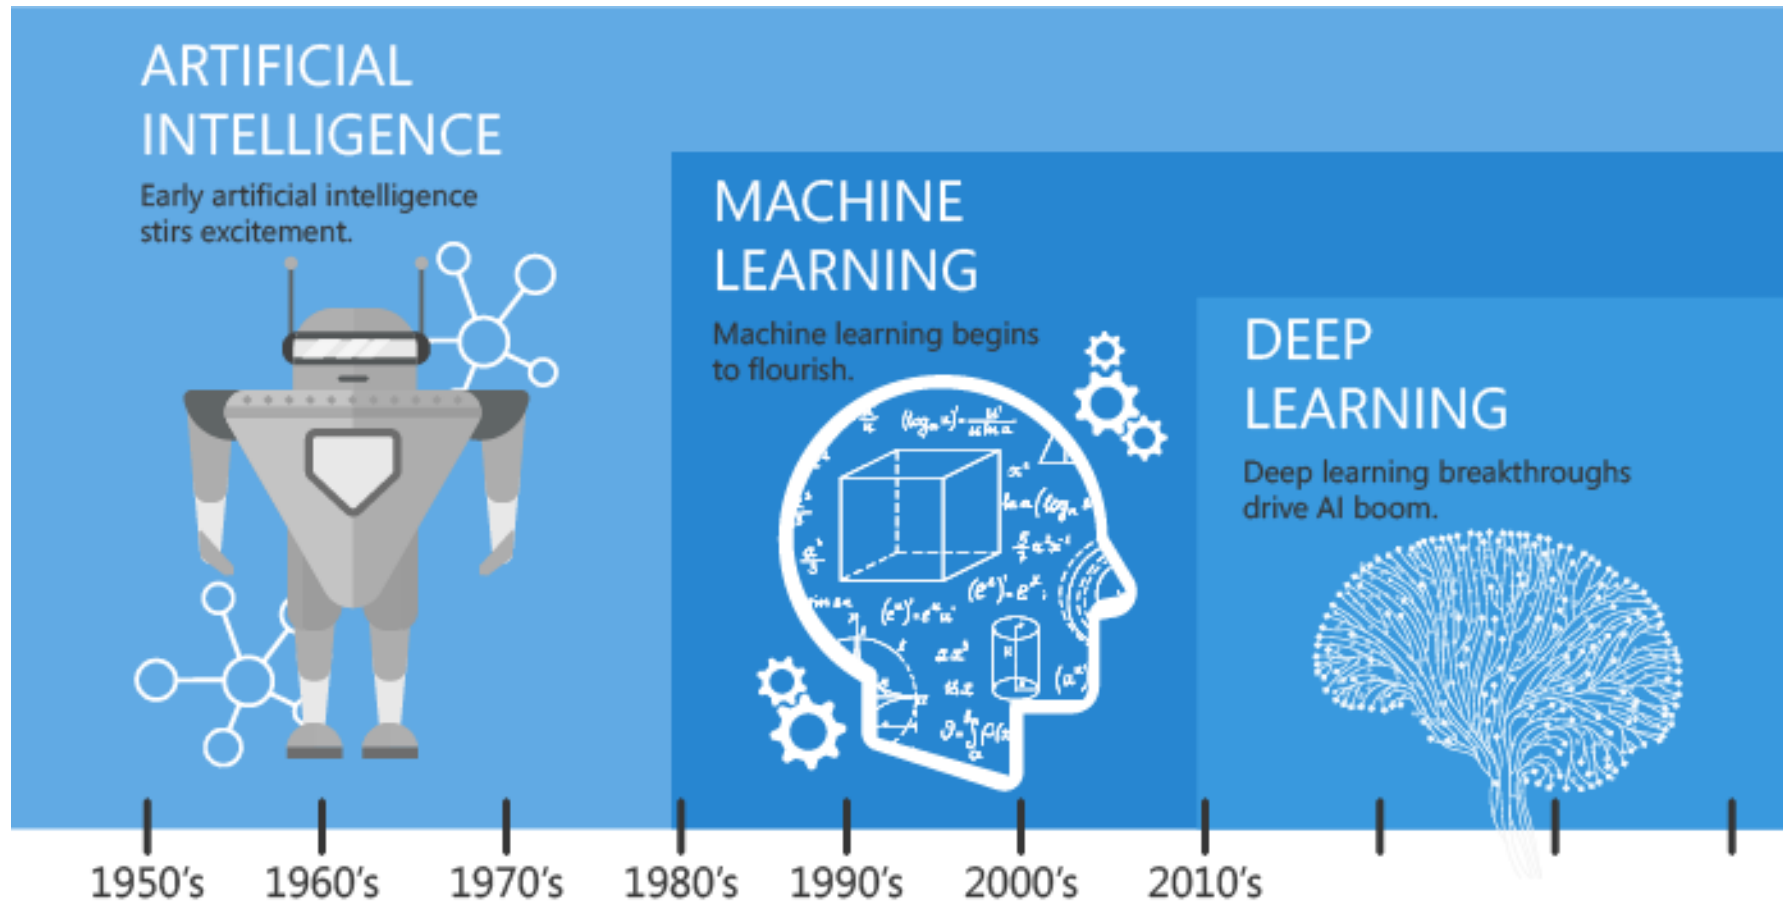 ARTIFICIAL
INTELLIGENCE
Early artificial intelligence
stirs excitement.
MACHINE
LEARNING
Machine learning begins
to flourish.
DEEP
LEARNING
Deep learning breakthroughs
drive AI boom.
1950's 1960's 1970's 1980's 1990's 2000's 2010's